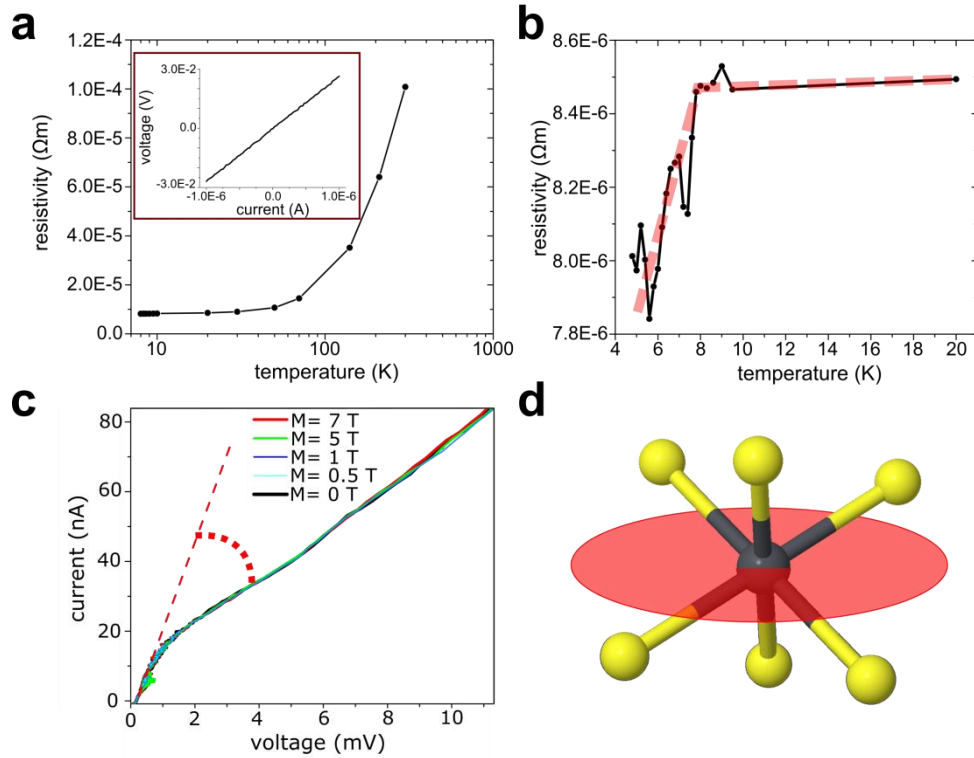 a
resistivity (Ωm)
1.2E-4
1.0E-4
8.0E-5
6.0E-5
4.0E-5
2.0E-5
0.0
10
100
1000
temperature (K)
voltage (V)
3.0E-2
0.0
-3.0E-2
-1.0E-6
0.0
1.0E-6
current (A)
b
resistivity (Ωm)
8.6E-6
8.4E-6
8.2E-6
8.0E-6
7.8E-6
4
6
8
10
12
14
16
18
20
temperature (K)
c
current (nA)
80
60
40
20
0
M= 7 T
M= 5 T
M= 1 T
M= 0.5 T
M= 0 T
0
2
4
6
8
10
voltage (mV)
d